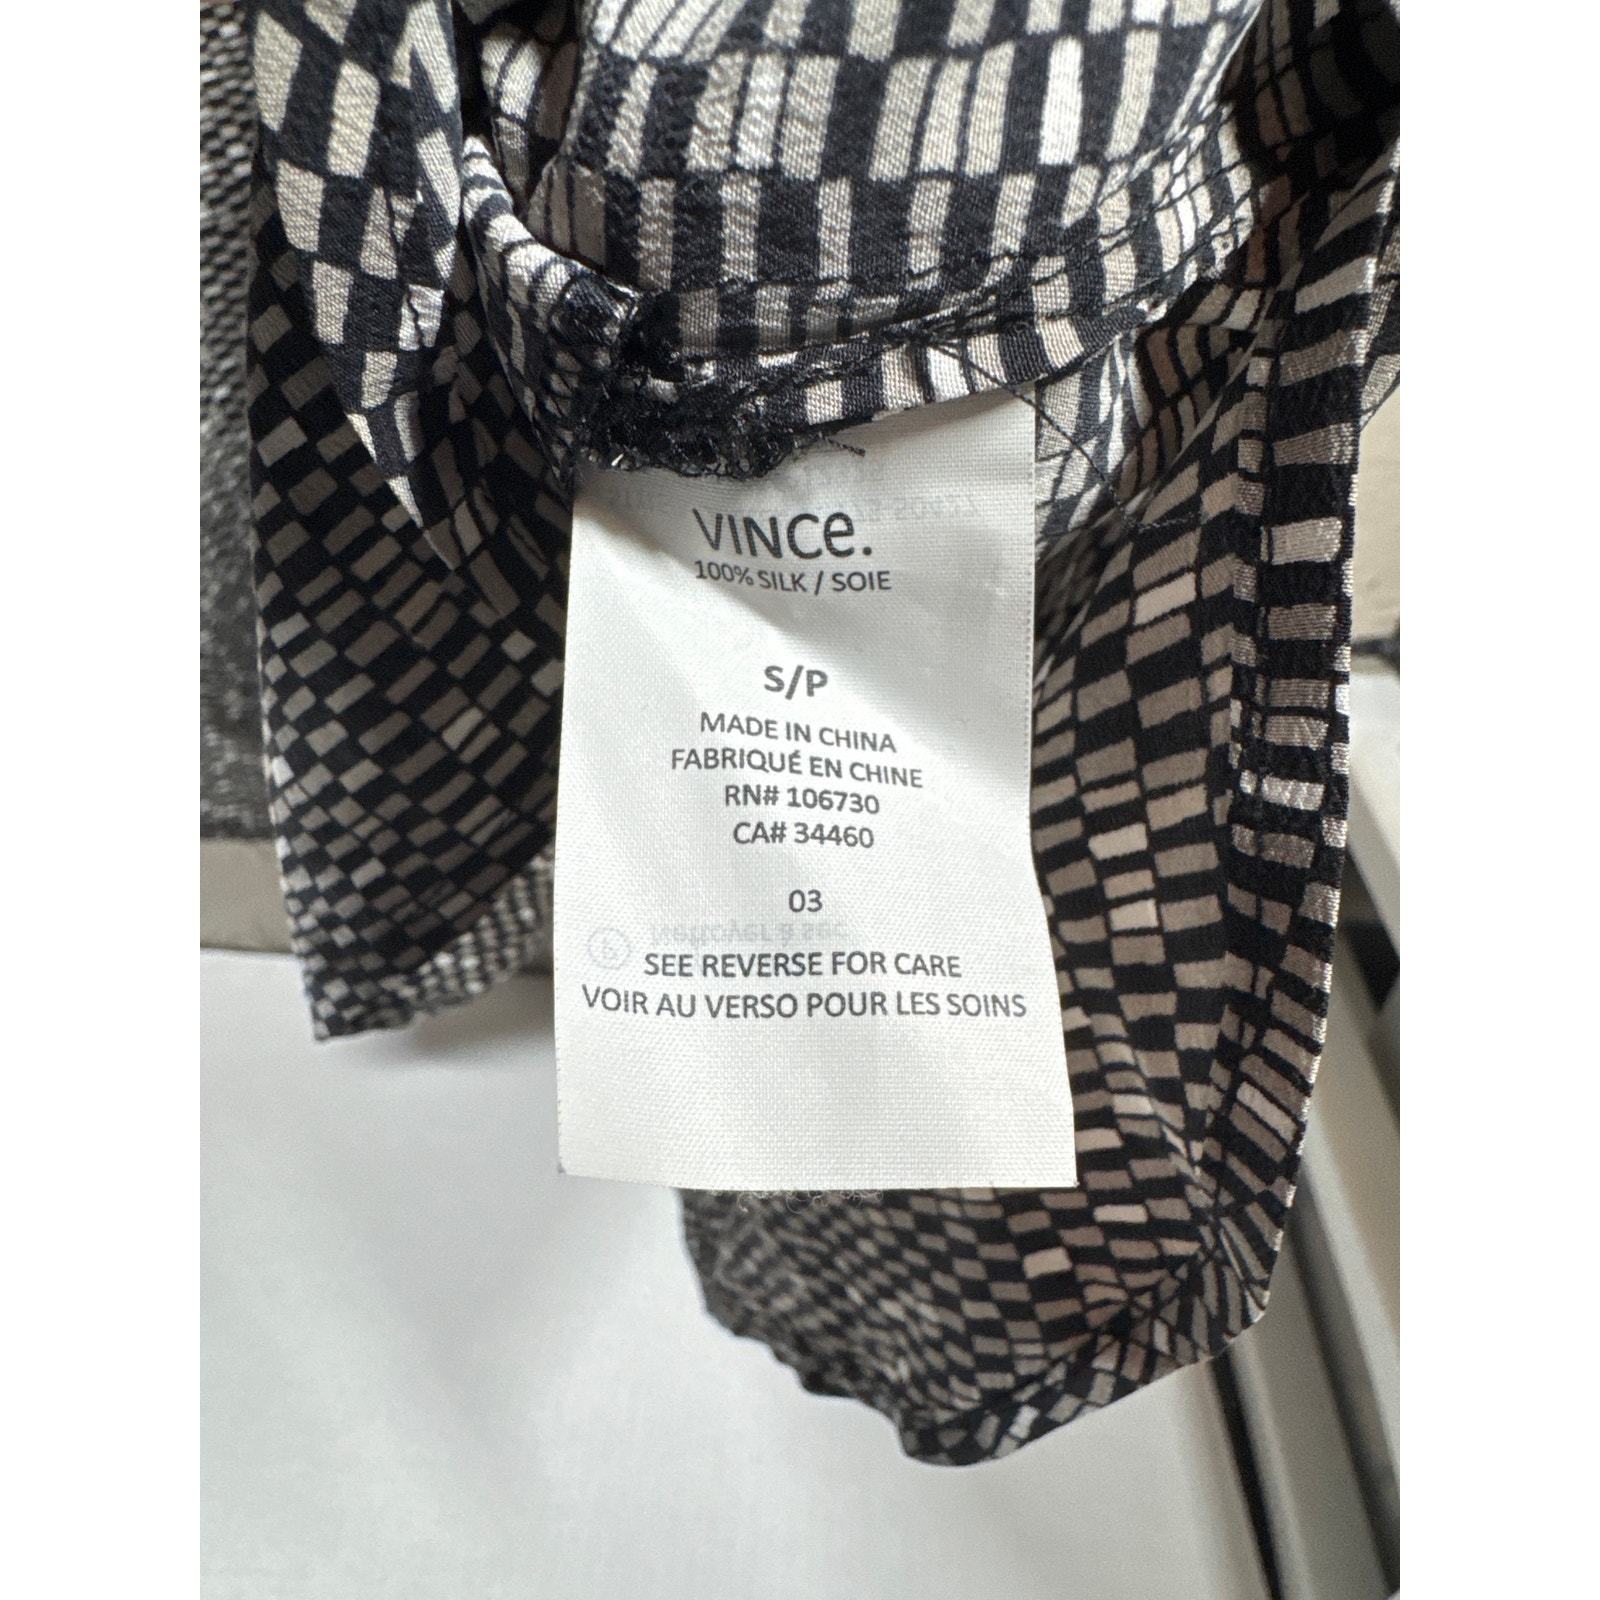 VINCe.
100% SILK / SOIE
S/P
MADE IN CHINA
FABRIQUÉ EN CHINE
RN# 106730
CA# 34460
03
SEE REVERSE FOR CARE
VOIR AU VERSO POUR LES SOINS